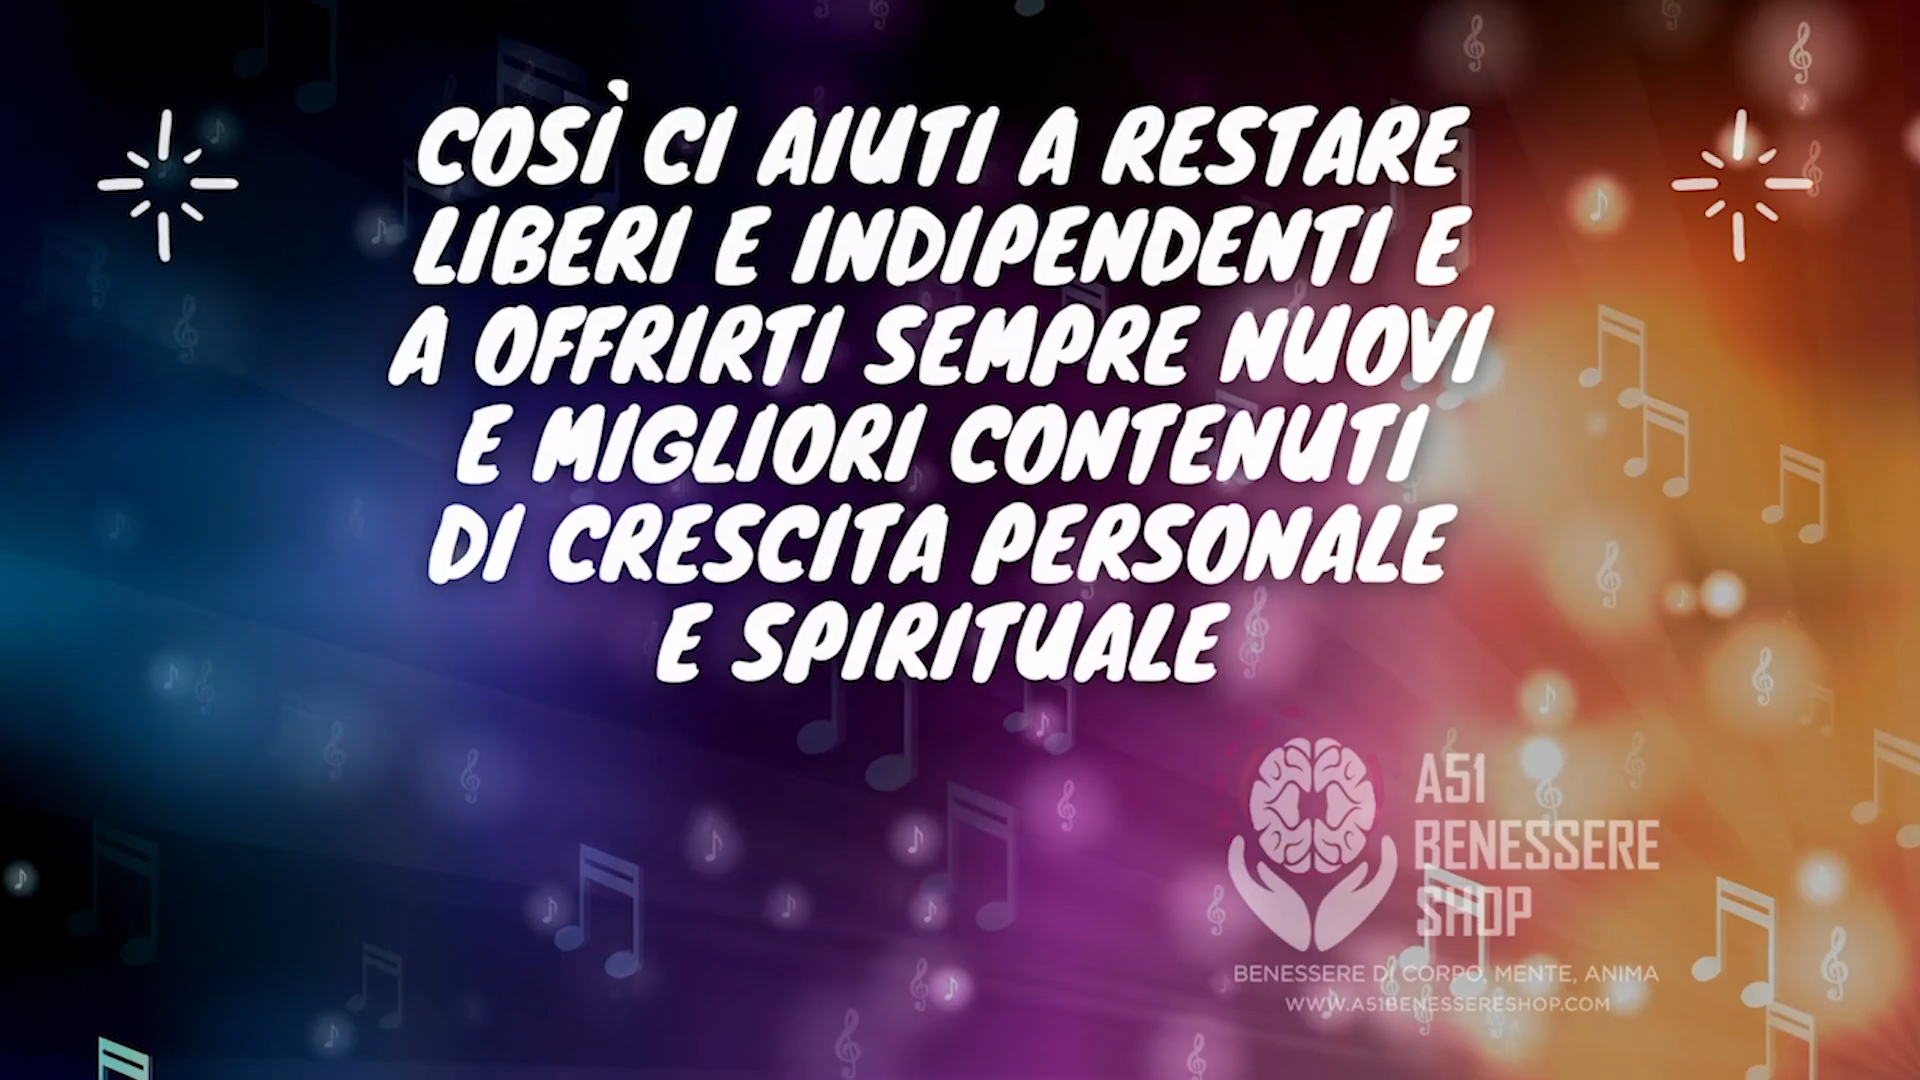 COSÌ CI AIUTI A RESTARE
LIBERI E INDIPENDENTI E
A OFFRIRTI SEMPRE NUOVI
E MIGLIORI CONTENUTI
DI CRESCITA PERSONALE
E SPIRITUALE
A51
BENESSERE
SHOP
BENESSERE DI CORPO, MENTE, ANIMA
WWW.A51BENESSERESHOP.COM